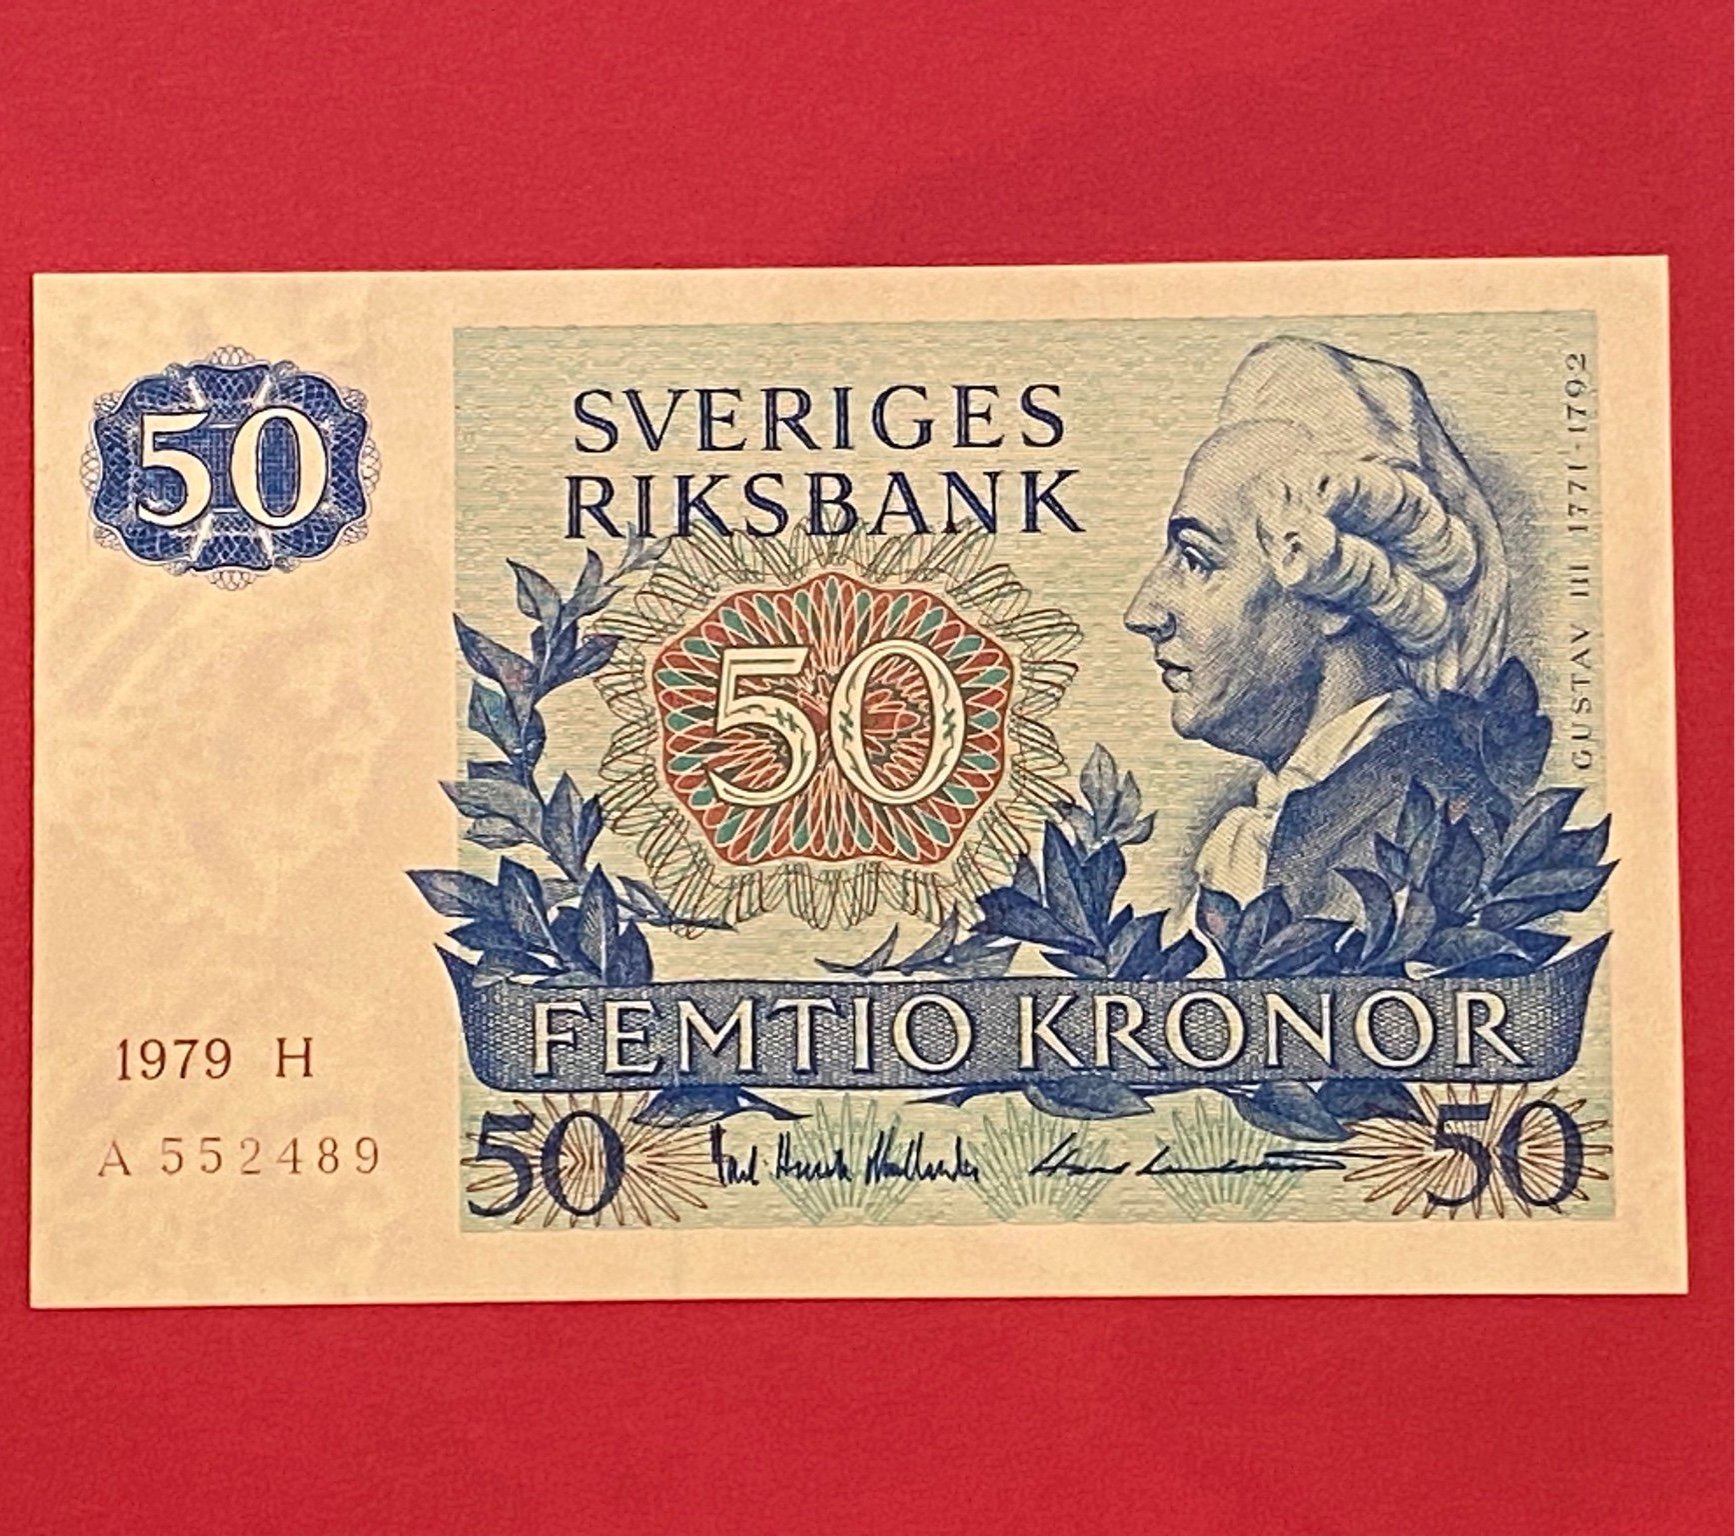 50
SVERIGES
RIKSBANK
50
GUSTAV III 1771-1792
FEMTIO KRONOR
1979 H
A 552489
50
50